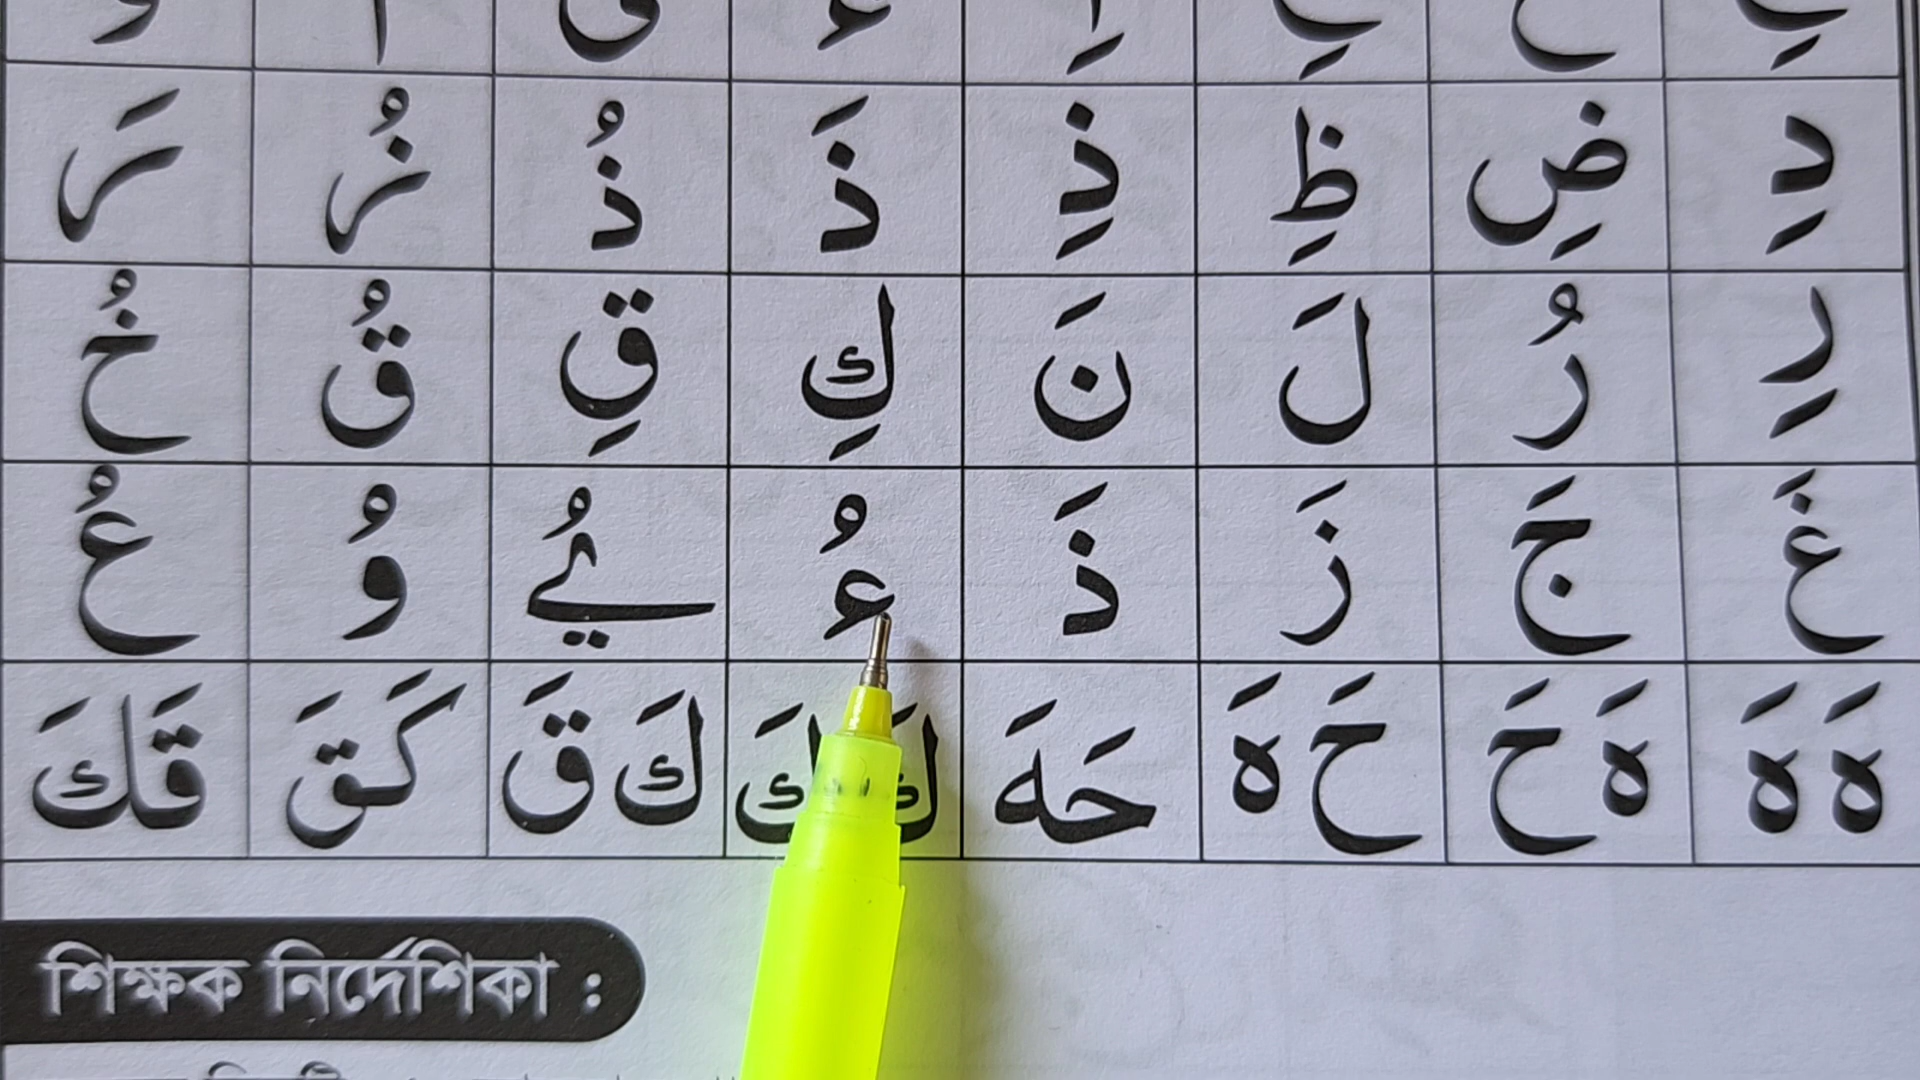 دِ ضِ ظِ ذِ ذَ ذُ زُ رَ
رِ رُ لَ نَ كِ قِ قُ خُ
غَ جَ زَ ذَ ءُ يُ وُ عُ
هَ هَ هَ حَ حَ هَ حَهَ كَ كَ كَ قَ كَقَ قَكَ
শিক্ষক নির্দেশিকা :